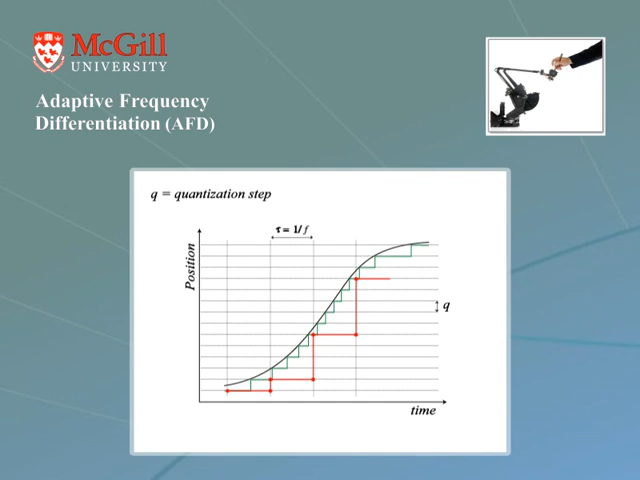 McGill
UNIVERSITY
Adaptive Frequency
Differentiation (AFD)
q = quantization step
τ = 1/f
Position
q
time